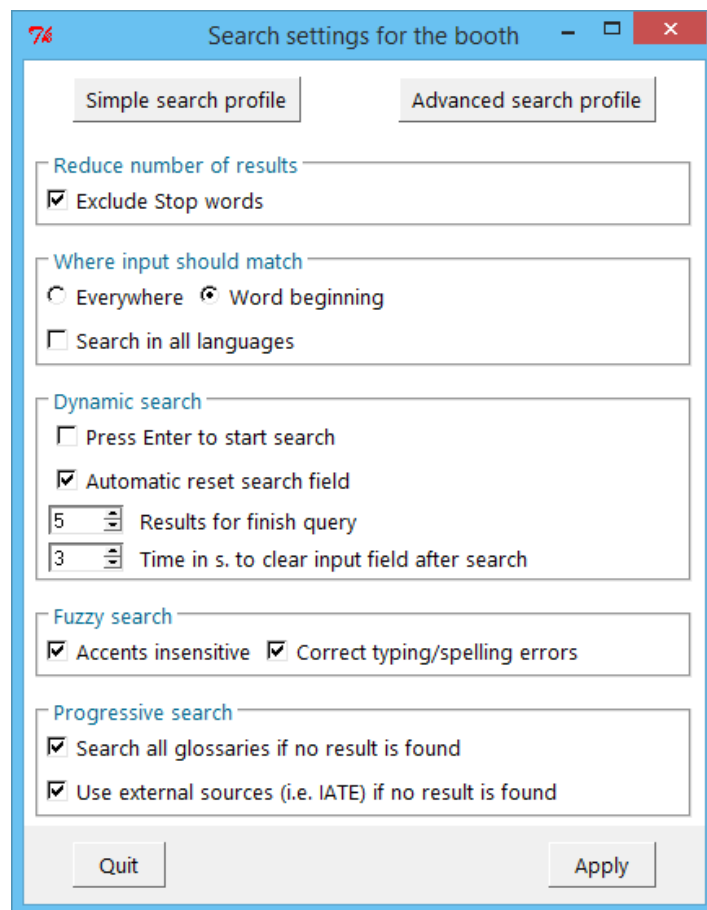 Search settings for the booth
Simple search profile Advanced search profile
Reduce number of results
Exclude Stop words
Where input should match
Everywhere Word beginning
Search in all languages
Dynamic search
Press Enter to start search
Automatic reset search field
5 Results for finish query
3 Time in s. to clear input field after search
Fuzzy search
Accents insensitive Correct typing/spelling errors
Progressive search
Search all glossaries if no result is found
Use external sources (i.e. IATE) if no result is found
Quit Apply